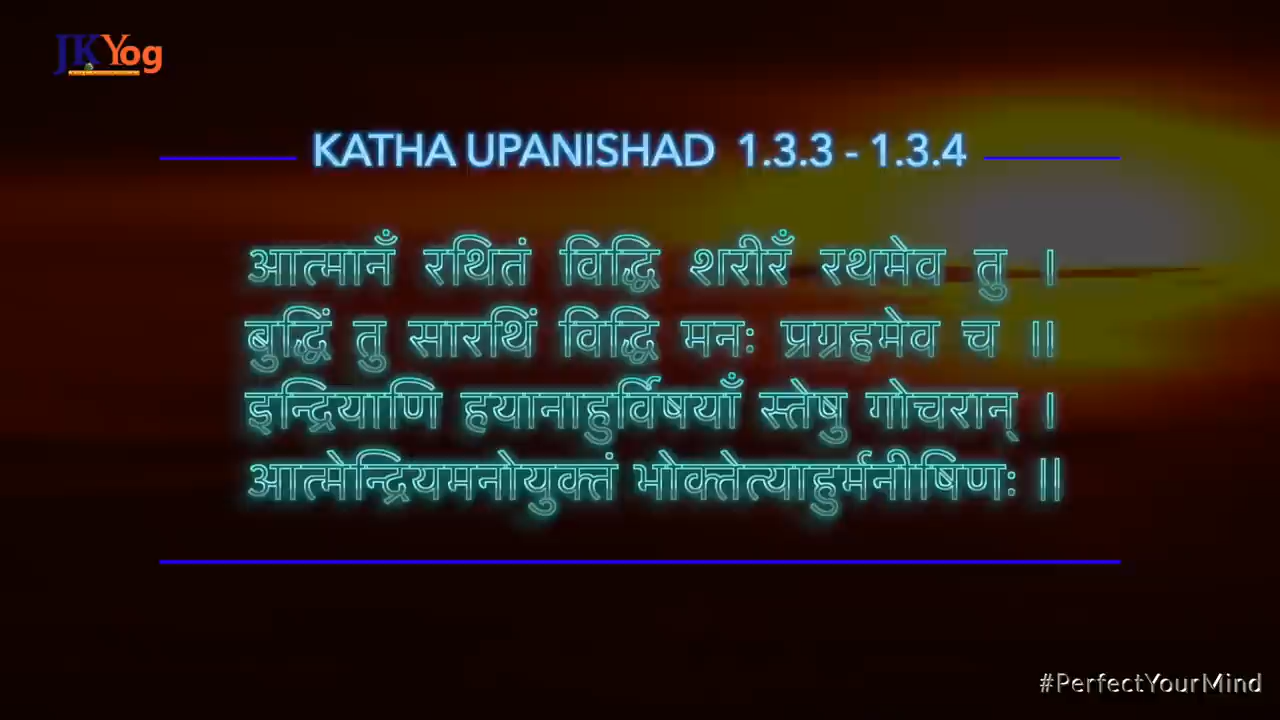 JKYog
KATHA UPANISHAD 1.3.3 - 1.3.4
आत्मानँ रथितं विद्धि शरीरँ रथमेव तु ।
बुद्धिं तु सारथिं विद्धि मनः प्रग्रहमेव च ॥
इन्द्रियाणि हयानाहुर्विषयाँ स्तेषु गोचरान् ।
आत्मेन्द्रियमनोयुक्तं भोक्तेत्याहुर्मनीषिणः ॥
#PerfectYourMind